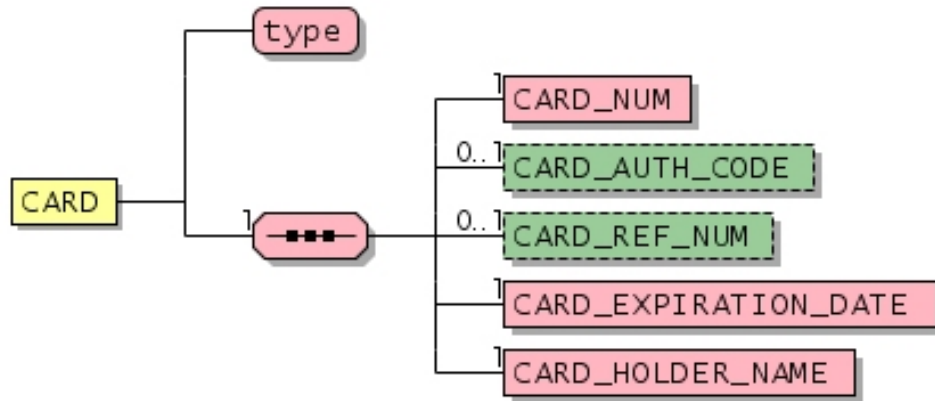 type
1
CARD_NUM
0..1
CARD_AUTH_CODE
CARD
1
0..1
CARD_REF_NUM
1
CARD_EXPIRATION_DATE
1
CARD_HOLDER_NAME